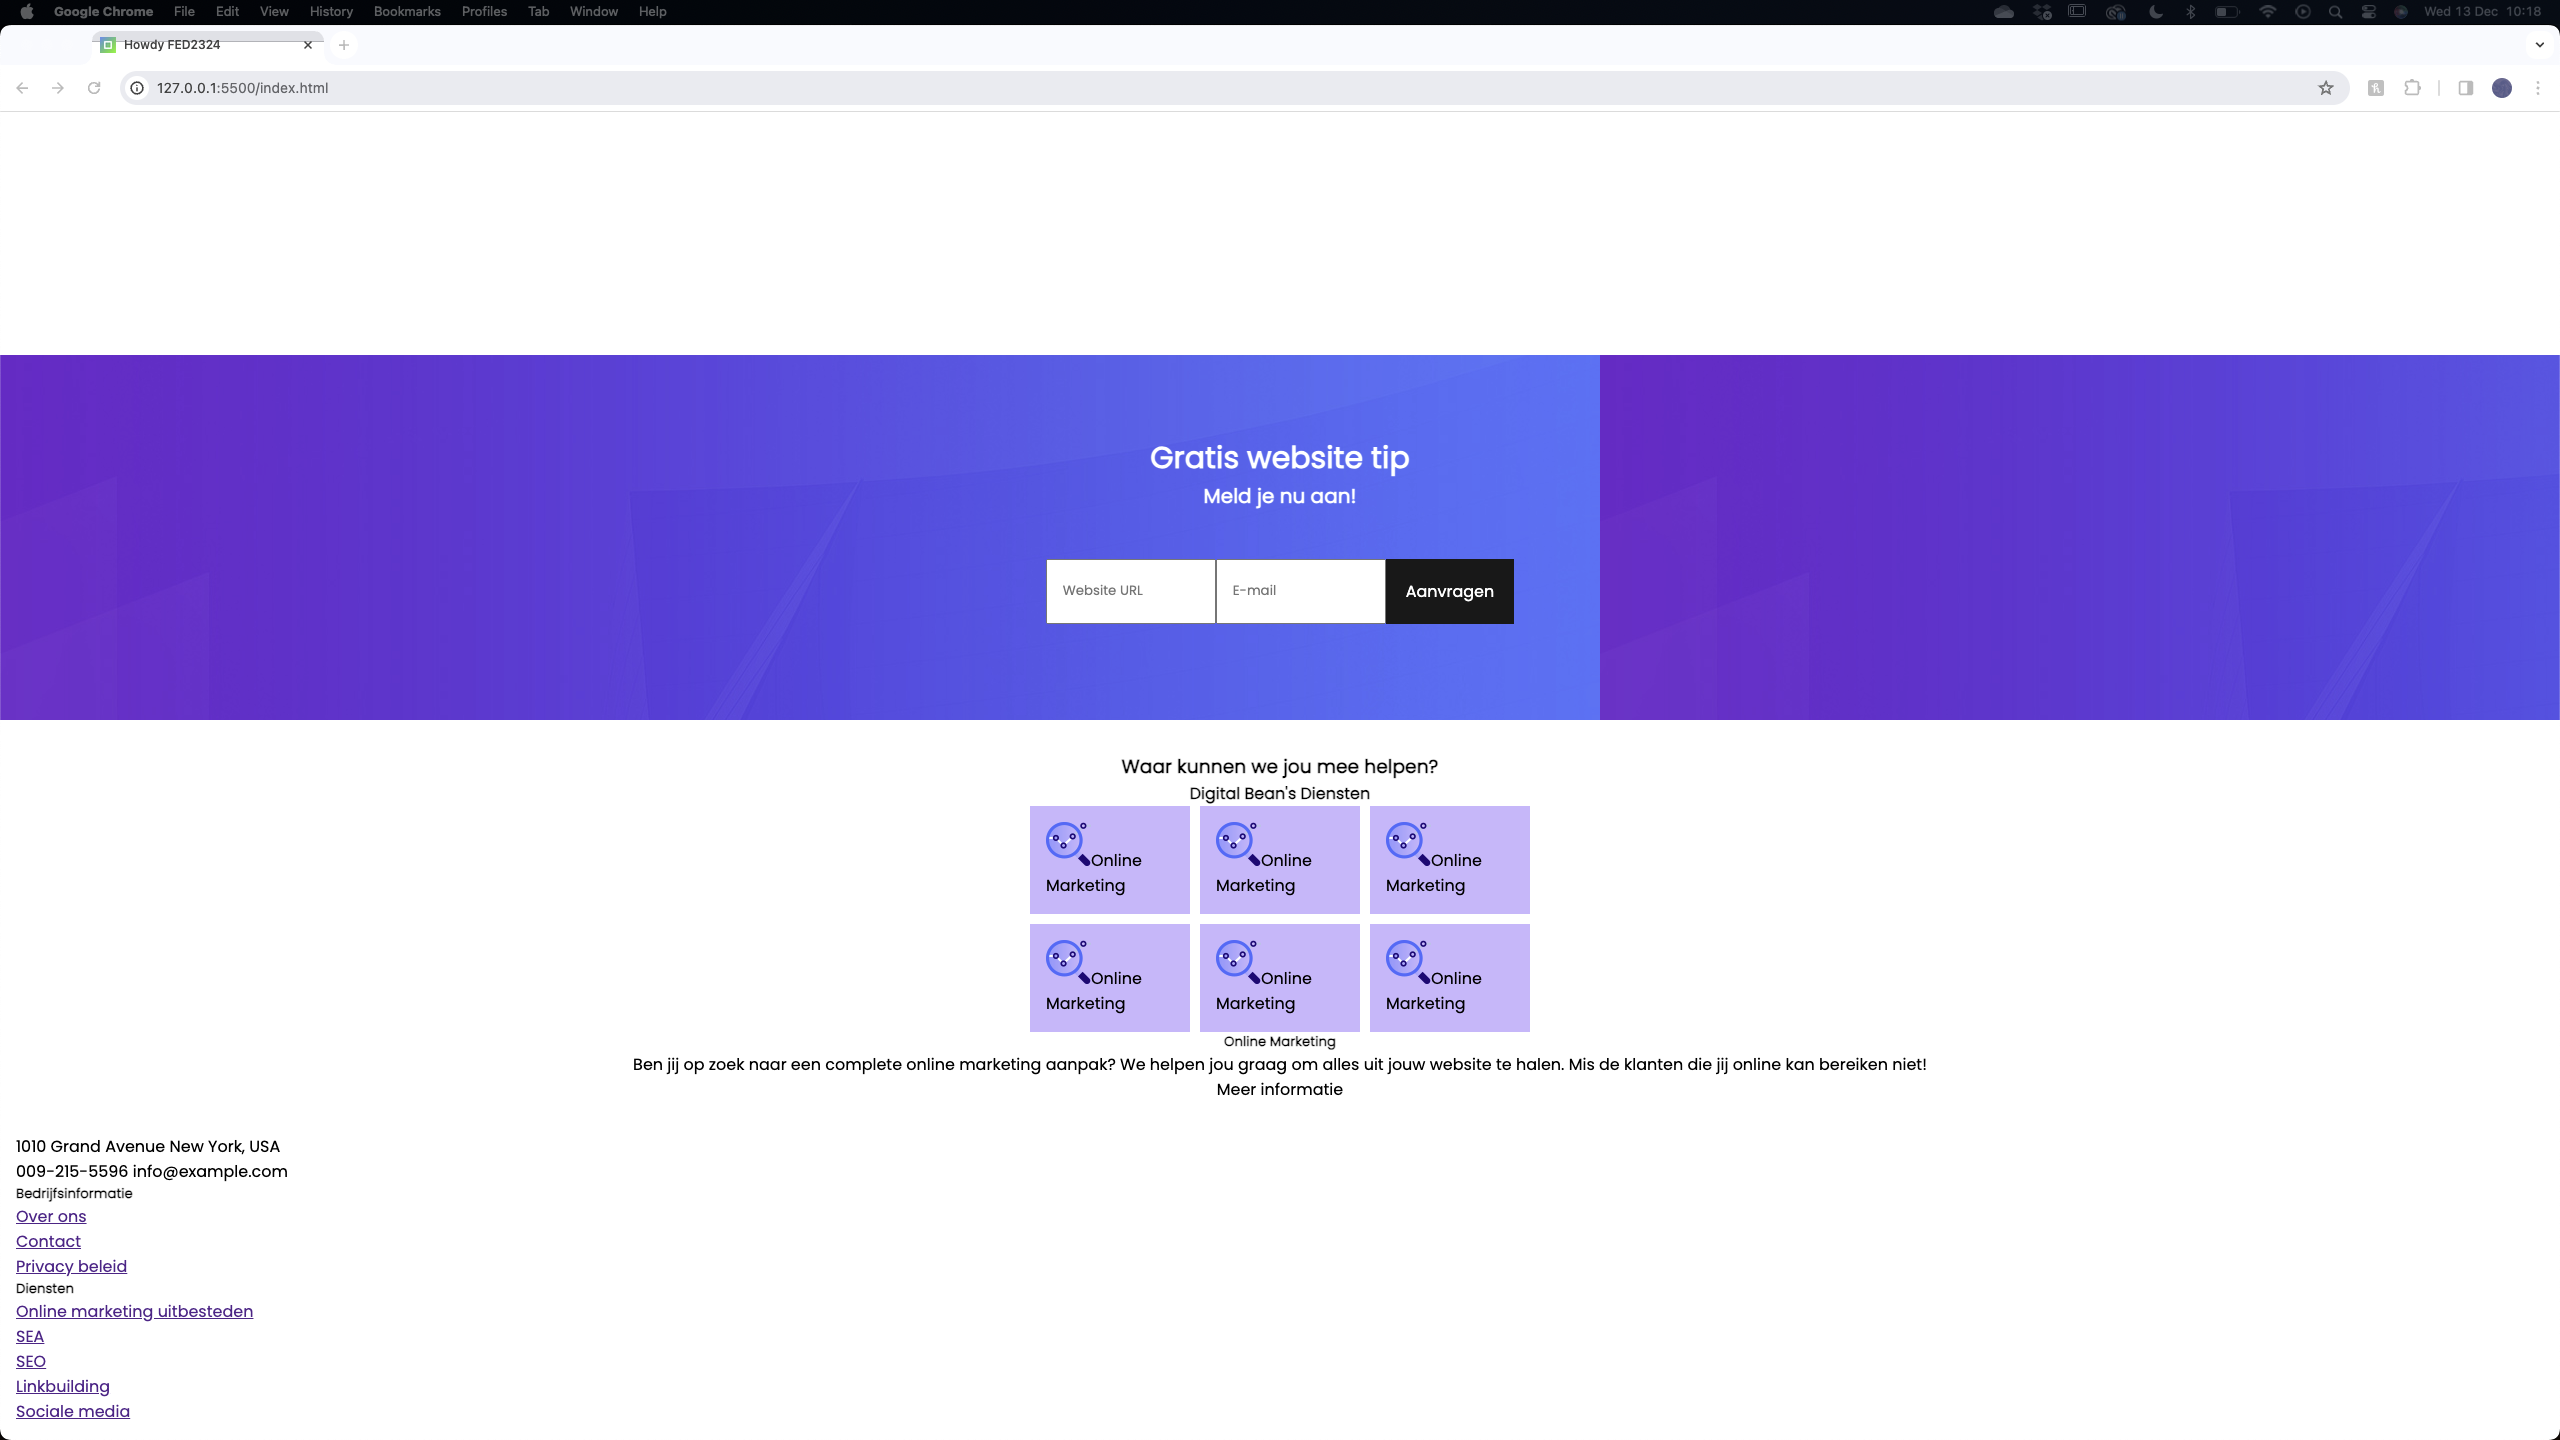 Google Chrome File Edit View History Bookmarks Profiles Tab Window Help Wed 13 Dec 10:18
Howdy FED2324
127.0.0.1:5500/index.html
Gratis website tip
Meld je nu aan!
Website URL E-mail Aanvragen
Waar kunnen we jou mee helpen?
Digital Bean's Diensten
Online Online Online
Marketing Marketing Marketing
Online Online Online
Marketing Marketing Marketing
Online Marketing
Ben jij op zoek naar een complete online marketing aanpak? We helpen jou graag om alles uit jouw website te halen. Mis de klanten die jij online kan bereiken niet!
Meer informatie
1010 Grand Avenue New York, USA
009-215-5596 info@example.com
Bedrijfsinformatie
Over ons
Contact
Privacy beleid
Diensten
Online marketing uitbesteden
SEA
SEO
Linkbuilding
Sociale media